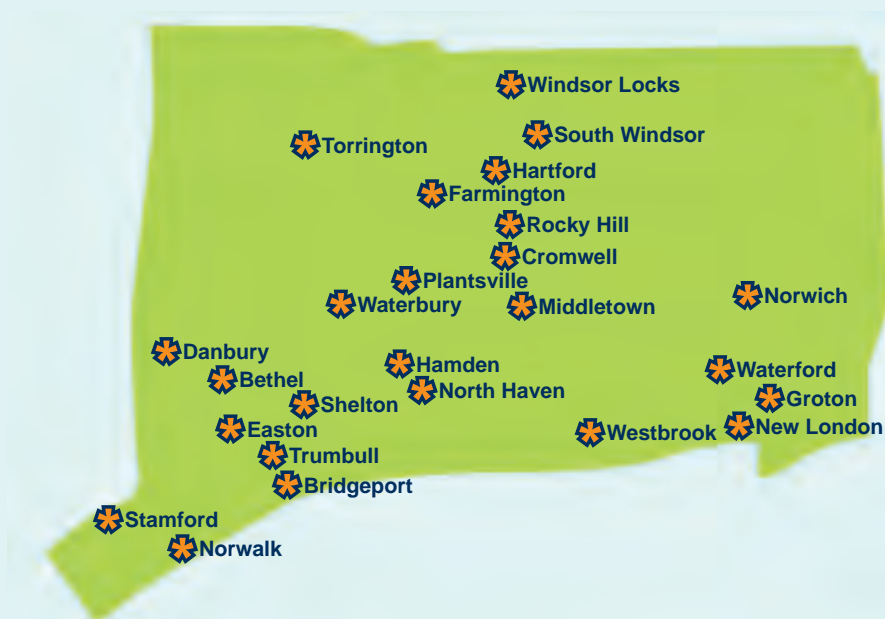 Windsor Locks
South Windsor
Torrington
Hartford
Farmington
Rocky Hill
Cromwell
Plantsville
Waterbury
Middletown
Norwich
Danbury
Hamden
Waterford
Bethel
North Haven
Groton
Shelton
Easton
Westbrook
New London
Trumbull
Bridgeport
Stamford
Norwalk